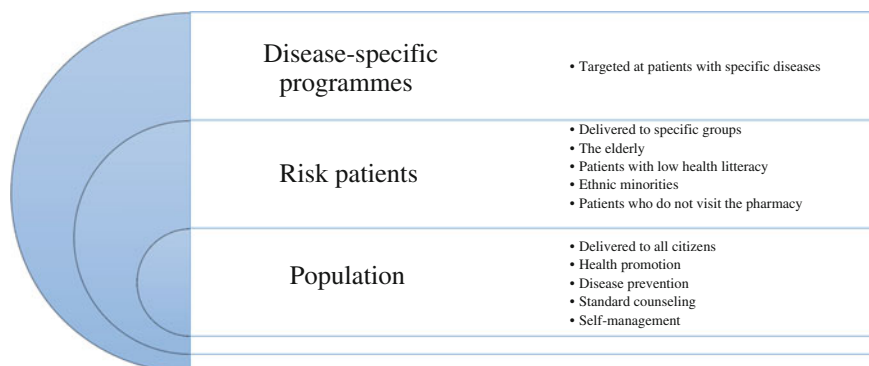 Disease-specific
programmes
• Targeted at patients with specific diseases
Risk patients
• Delivered to specific groups
• The elderly
• Patients with low health litteracy
• Ethnic minorities
• Patients who do not visit the pharmacy
Population
• Delivered to all citizens
• Health promotion
• Disease prevention
• Standard counseling
• Self-management